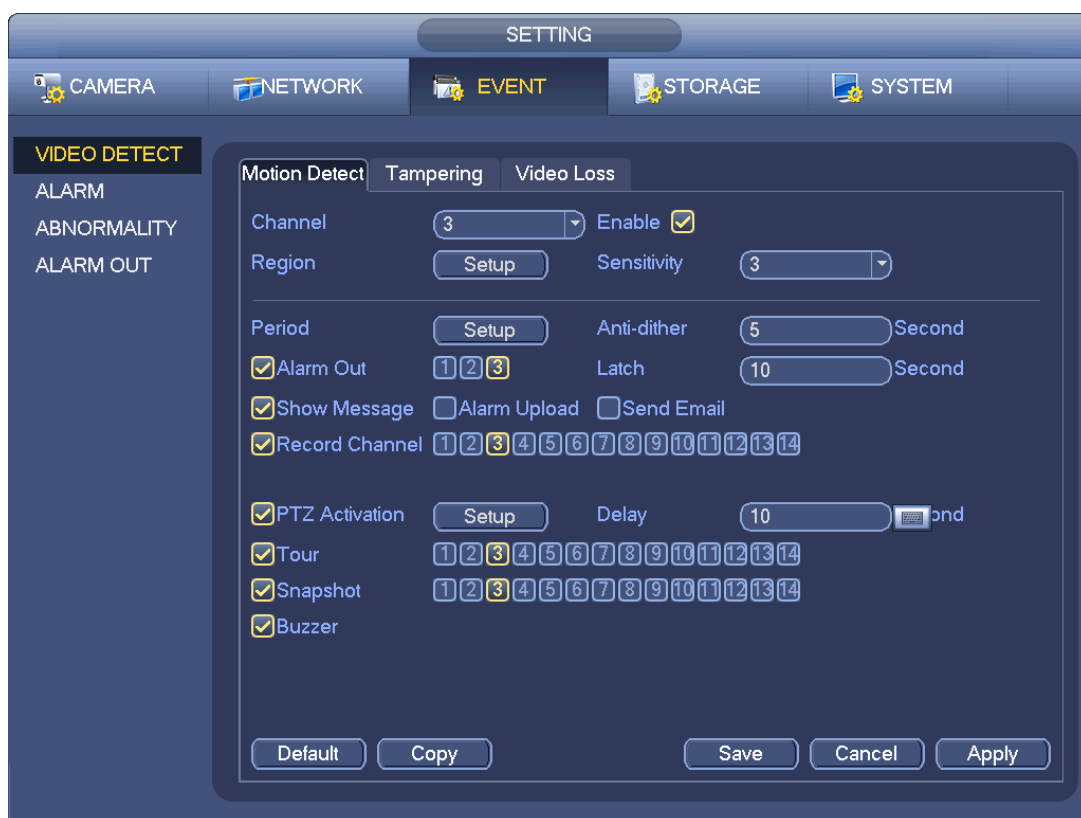 SETTING
CAMERA NETWORK EVENT STORAGE SYSTEM
VIDEO DETECT
ALARM
ABNORMALITY
ALARM OUT
Motion Detect Tampering Video Loss
Channel 3 Enable
Region Setup Sensitivity 3
Period Setup Anti-dither 5 Second
Alarm Out 1 2 3 Latch 10 Second
Show Message Alarm Upload Send Email
Record Channel 1 2 3 4 5 6 7 8 9 10 11 12 13 14
PTZ Activation Setup Delay 10
Tour 1 2 3 4 5 6 7 8 9 10 11 12 13 14
Snapshot 1 2 3 4 5 6 7 8 9 10 11 12 13 14
Buzzer
Default Copy Save Cancel Apply